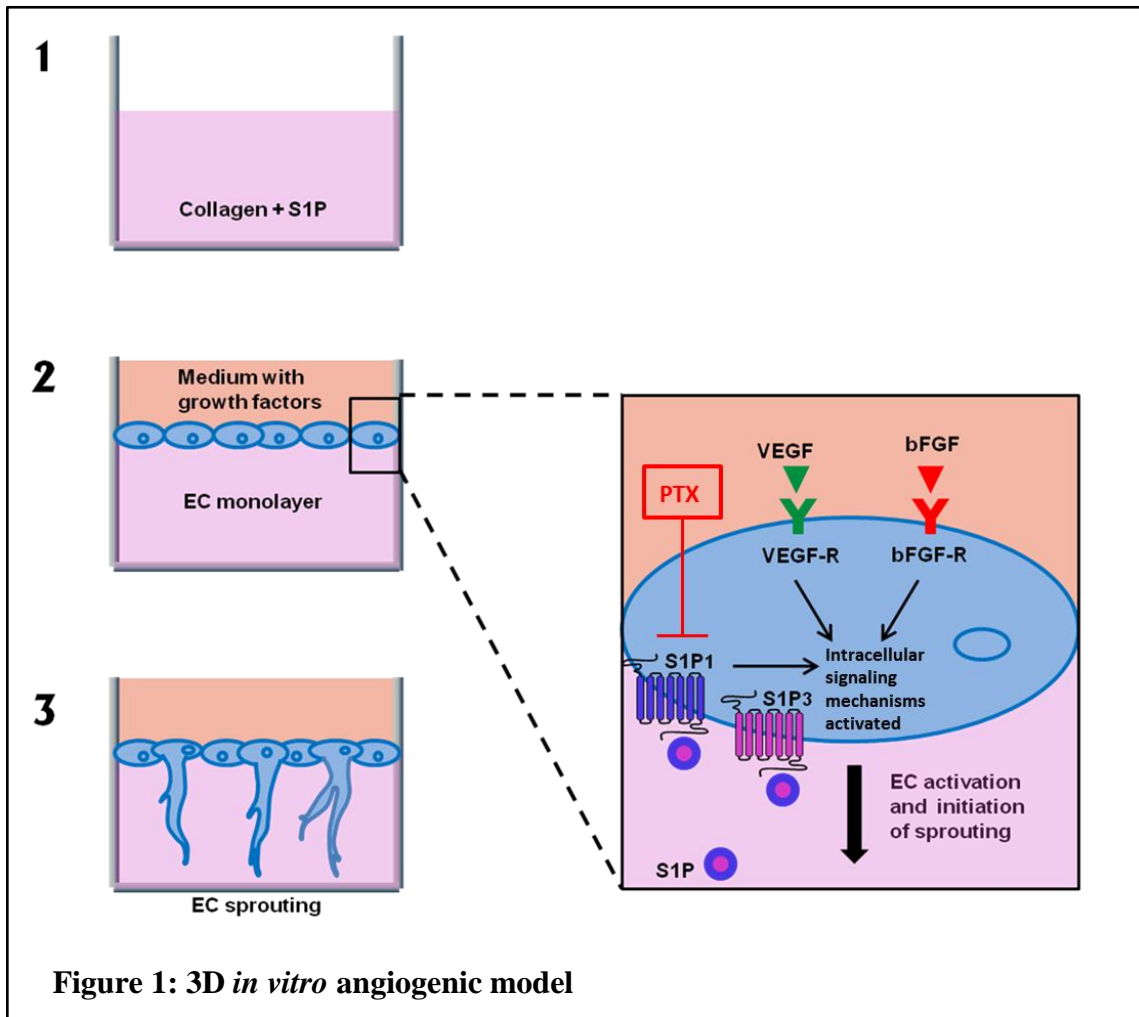 1
Collagen + S1P
2
Medium with
growth factors
EC monolayer
3
EC sprouting
VEGF
bFGF
PTX
VEGF-R
bFGF-R
S1P1
Intracellular
signaling
mechanisms
activated
S1P3
EC activation
and initiation
of sprouting
S1P
Figure 1: 3D in vitro angiogenic model